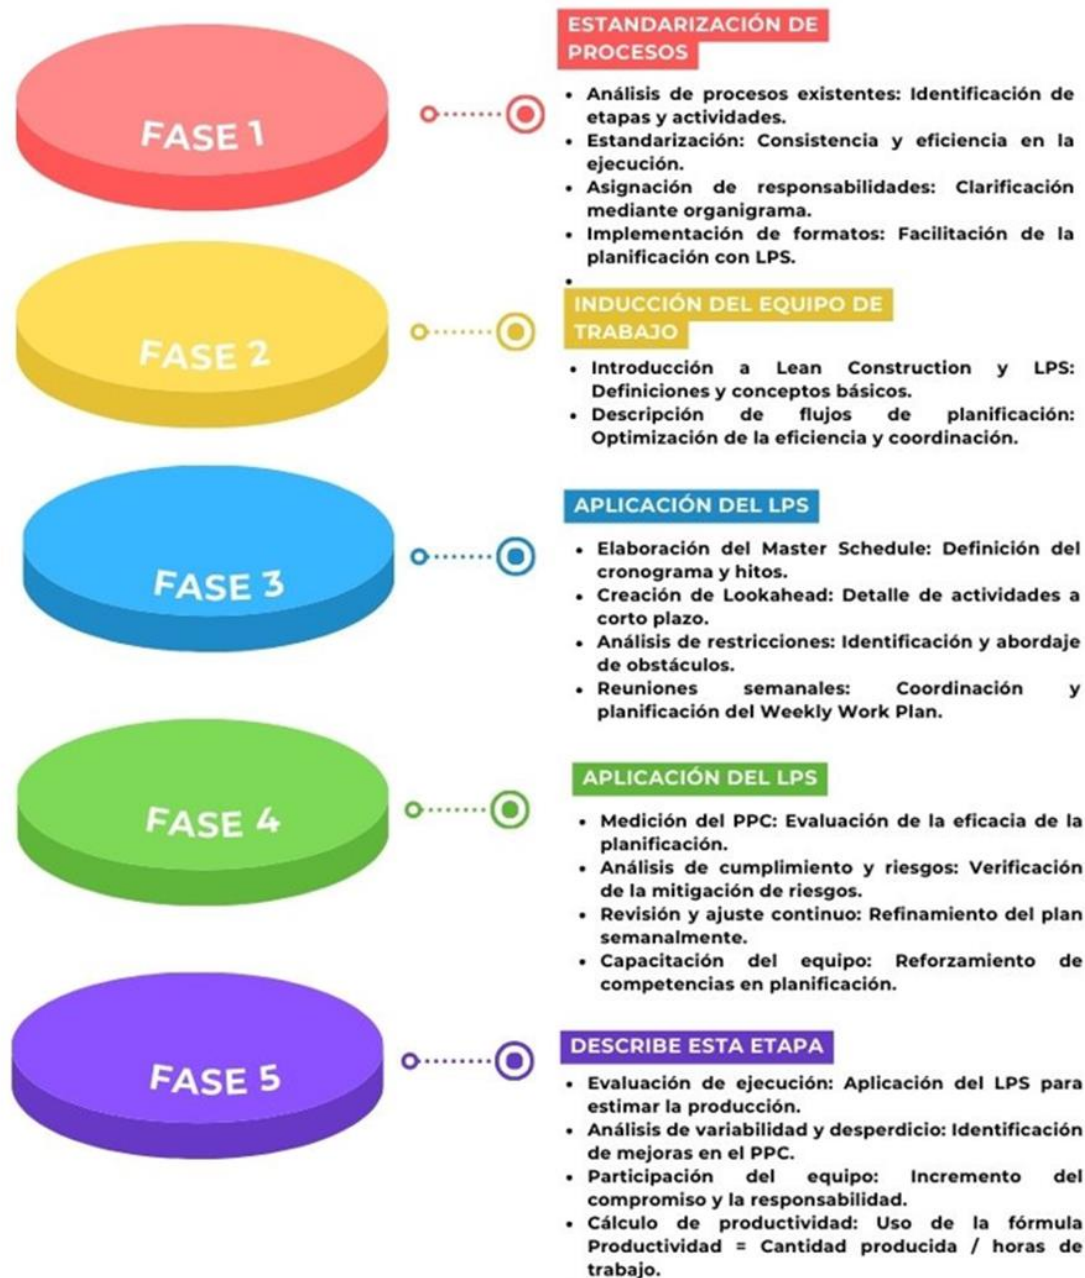 FASE 1
ESTANDARIZACIÓN DE
PROCESOS
• Análisis de procesos existentes: Identificación de
etapas y actividades.
• Estandarización: Consistencia y eficiencia en la
ejecución.
• Asignación de responsabilidades: Clarificación
mediante organigrama.
• Implementación de formatos: Facilitación de la
planificación con LPS.
•
FASE 2
INDUCCIÓN DEL EQUIPO DE
TRABAJO
• Introducción a Lean Construction y LPS:
Definiciones y conceptos básicos.
• Descripción de flujos de planificación:
Optimización de la eficiencia y coordinación.
FASE 3
APLICACIÓN DEL LPS
• Elaboración del Master Schedule: Definición del
cronograma y hitos.
• Creación de Lookahead: Detalle de actividades a
corto plazo.
• Análisis de restricciones: Identificación y abordaje
de obstáculos.
• Reuniones semanales: Coordinación y
planificación del Weekly Work Plan.
FASE 4
APLICACIÓN DEL LPS
• Medición del PPC: Evaluación de la eficacia de la
planificación.
• Análisis de cumplimiento y riesgos: Verificación
de la mitigación de riesgos.
• Revisión y ajuste continuo: Refinamiento del plan
semanalmente.
• Capacitación del equipo: Reforzamiento de
competencias en planificación.
FASE 5
DESCRIBE ESTA ETAPA
• Evaluación de ejecución: Aplicación del LPS para
estimar la producción.
• Análisis de variabilidad y desperdicio: Identificación
de mejoras en el PPC.
• Participación del equipo: Incremento del
compromiso y la responsabilidad.
• Cálculo de productividad: Uso de la fórmula
Productividad = Cantidad producida / horas de
trabajo.